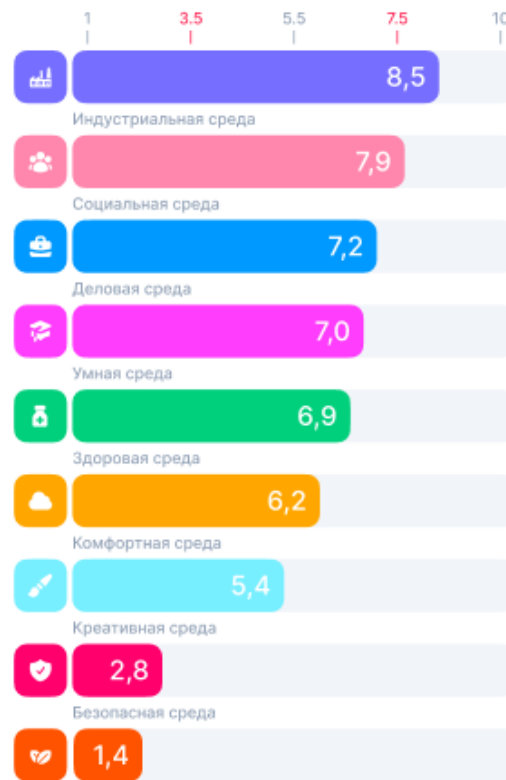 1 3.5 5.5 7.5 10
8,5
Индустриальная среда
7,9
Социальная среда
7,2
Деловая среда
7,0
Умная среда
6,9
Здоровая среда
6,2
Комфортная среда
5,4
Креативная среда
2,8
Безопасная среда
1,4